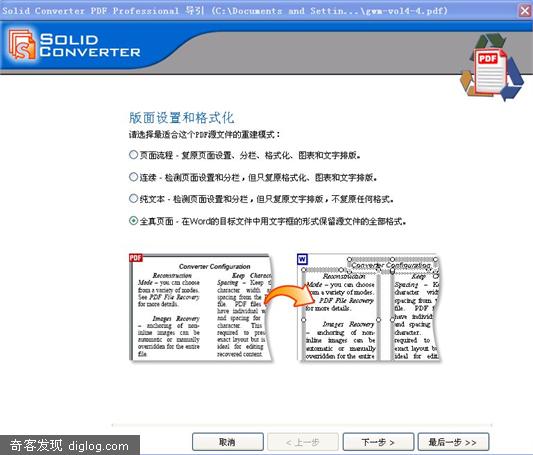 Solid Converter PDF Professional 导引 (C:\Documents and Settin...\gwm-vol4-4.pdf)
SOLID
CONVERTER
PDF
版面设置和格式化
请选择最适合这个PDF源文件的重建模式：
页面流程 - 复原页面设置、分栏、格式化、图表和文字排版。
连续 - 检测页面设置和分栏，但只复原格式化、图表和文字排版。
纯文本 - 检测页面设置和分栏，但只复原文字排版，不复原任何格式。
全真页面 - 在Word的目标文件中用文字框的形式保留源文件的全部格式。
PDF
Converter Configuration
Reconstruction
Mode – you can choose
from a variety of modes.
See PDF File Recovery
for more details.
Images Recovery
– anchoring of non-
inline images can be
automatic or manually
overridden for the entire
file.
Keep Charac
Spacing – Keep t
character width
spacing from the P
file. PDF files
have individual w
and spacing for
character. This
required to pres
exact layout but is
ideal for editing
recovered content.
W
Converter Configuration
Reconstruction
Mode – you can choose
from a variety of modes.
PDF File Recovery
for more details.
Images Recovery
– anchoring of non-
inline images can be
automatic or manually
overridden for the entire
Keep
Spacing – Keep
character width
spacing from th
file. PDF f
have individu
and spacing
character.
required to
exact layout bu
ideal for edit
recovered cont
取消
< 上一步
下一步 >
最后一步 >>
奇客发现 diglog.com